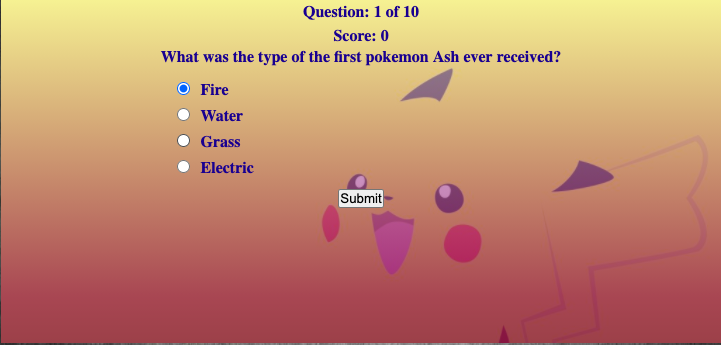 Question: 1 of 10
Score: 0
What was the type of the first pokemon Ash ever received?
Fire
Water
Grass
Electric
Submit